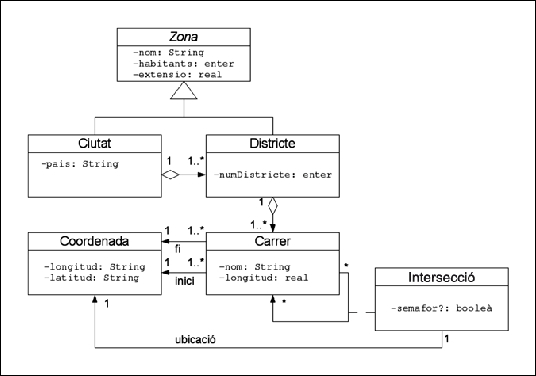 Zona
-nom: String
-habitants: enter
-extensio: real
Ciutat
-pais: String
1
1..*
Districte
-numDistricte: enter
1
1..*
Coordenada
-longitud: String
-latitud: String
1
1..*
fi
1
1..*
inici
Carrer
-nom: String
-longitud: real
*
*
Intersecció
-semafor?: booleà
1
1
ubicació